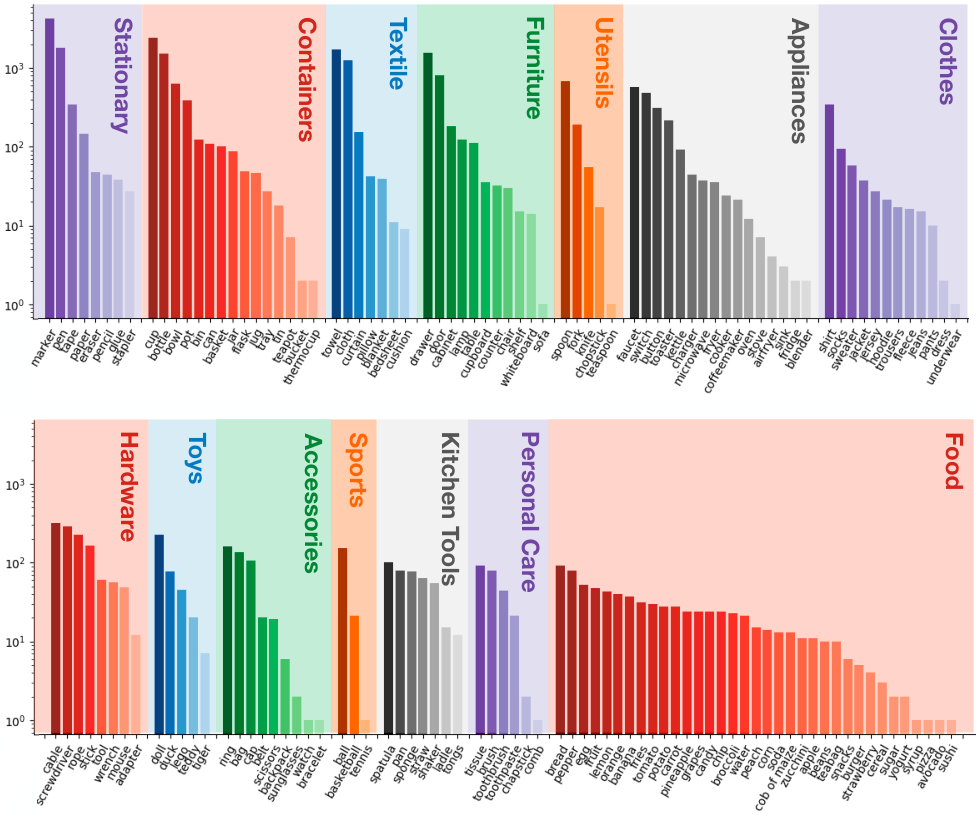 Stationary
Containers
Textile
Furniture
Utensils
Appliances
Clothes
10³
10²
10¹
10⁰
marker
pen
tape
paper
eraser
pencil
glue
stapler
cup
bottle
bowl
pot
can
basket
jar
flask
tray
tin
teapot
bucket
thermocup
towel
cloth
curtain
pillow
blanket
bedsheet
cushion
drawer
door
cabinet
lamp
table
cupboard
counter
chair
shelf
whiteboard
sofa
spoon
fork
knife
chopstick
teaspoon
faucet
switch
button
toaster
kettle
charger
microwave
fryer
cooker
coffeemaker
oven
stove
airfryer
sink
fridge
blender
shirt
socks
sweater
jacket
jersey
hoodie
trousers
fleece
jeans
pants
dress
underwear
Hardware
Toys
Accessories
Sports
Kitchen Tools
Personal Care
Food
10³
10²
10¹
10⁰
cable
screwdriver
rope
brick
tool
wrench
mouse
adapter
doll
duck
lego
teddy
tiger
ring
bag
cap
belt
scissors
backpack
sunglasses
watch
bracelet
ball
basketball
tennis
spatula
pan
sponge
straw
shaker
ladle
tongs
tissue
brush
toothbrush
toothpaste
chapstick
comb
bread
pepper
egg
salt
lemon
orange
banana
fries
tomato
potato
carrot
pineapple
grapes
candy
chip
broccoli
water
peach
corn
soda
cob of maize
zucchini
apple
beans
teabag
snacks
burger
strawberry
cereal
sugar
yogurt
syrup
pizza
avocado
sushi